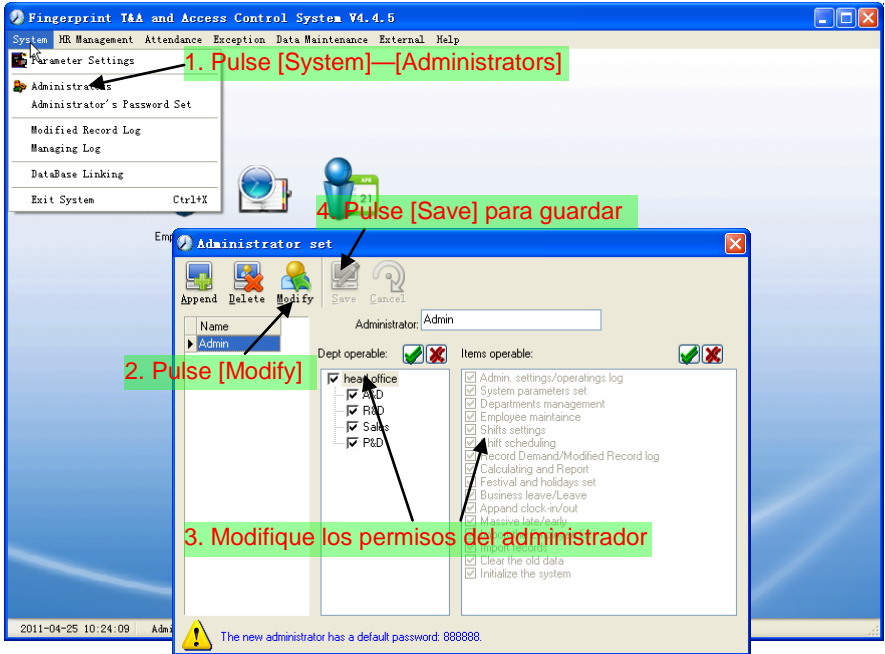 Fingerprint T&A and Access Control System V4.4.5
System HR Management Attendance Exception Data Maintenance External Help
Parameter Settings
1. Pulse [System]—[Administrators]
Administrators
Administrator's Password Set
Modified Record Log
Managing Log
DataBase Linking
Exit System Ctrl+X
APR
21
4. Pulse [Save] para guardar
Emp
Administrator set
Append Delete Modify Save Cancel
Administrator: Admin
Name
Admin
Dept operable: Items operable:
2. Pulse [Modify]
head office
A&D
R&D
Sales
P&D
Admin. settings/operatings log
System parameters set
Departments management
Employee maintaince
Shifts settings
Shift scheduling
Record Demand/Modified Record log
Calculating and Report
Festival and holidays set
Business leave/Leave
Appand clock-in/out
Massive late/early
3. Modifique los permisos del administrador
Import records
Clear the old data
Initialize the system
2011-04-25 10:24:09 Admi
The new administrator has a default password: 888888.